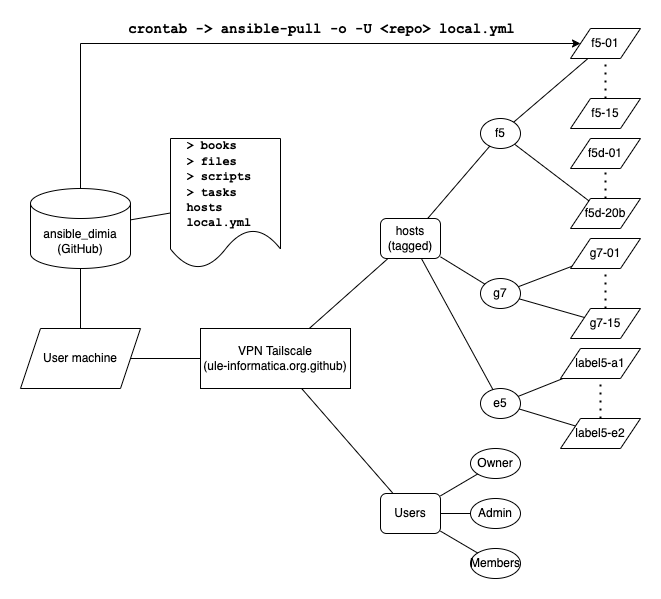 crontab -> ansible-pull -o -U <repo> local.yml
f5-01
f5-15
f5d-01
f5d-20b
f5
> books
> files
> scripts
> tasks
hosts
local.yml
ansible_dimia
(GitHub)
hosts
(tagged)
g7-01
g7
g7-15
User machine
VPN Tailscale
(ule-informatica.org.github)
label5-a1
e5
label5-e2
Users
Owner
Admin
Members